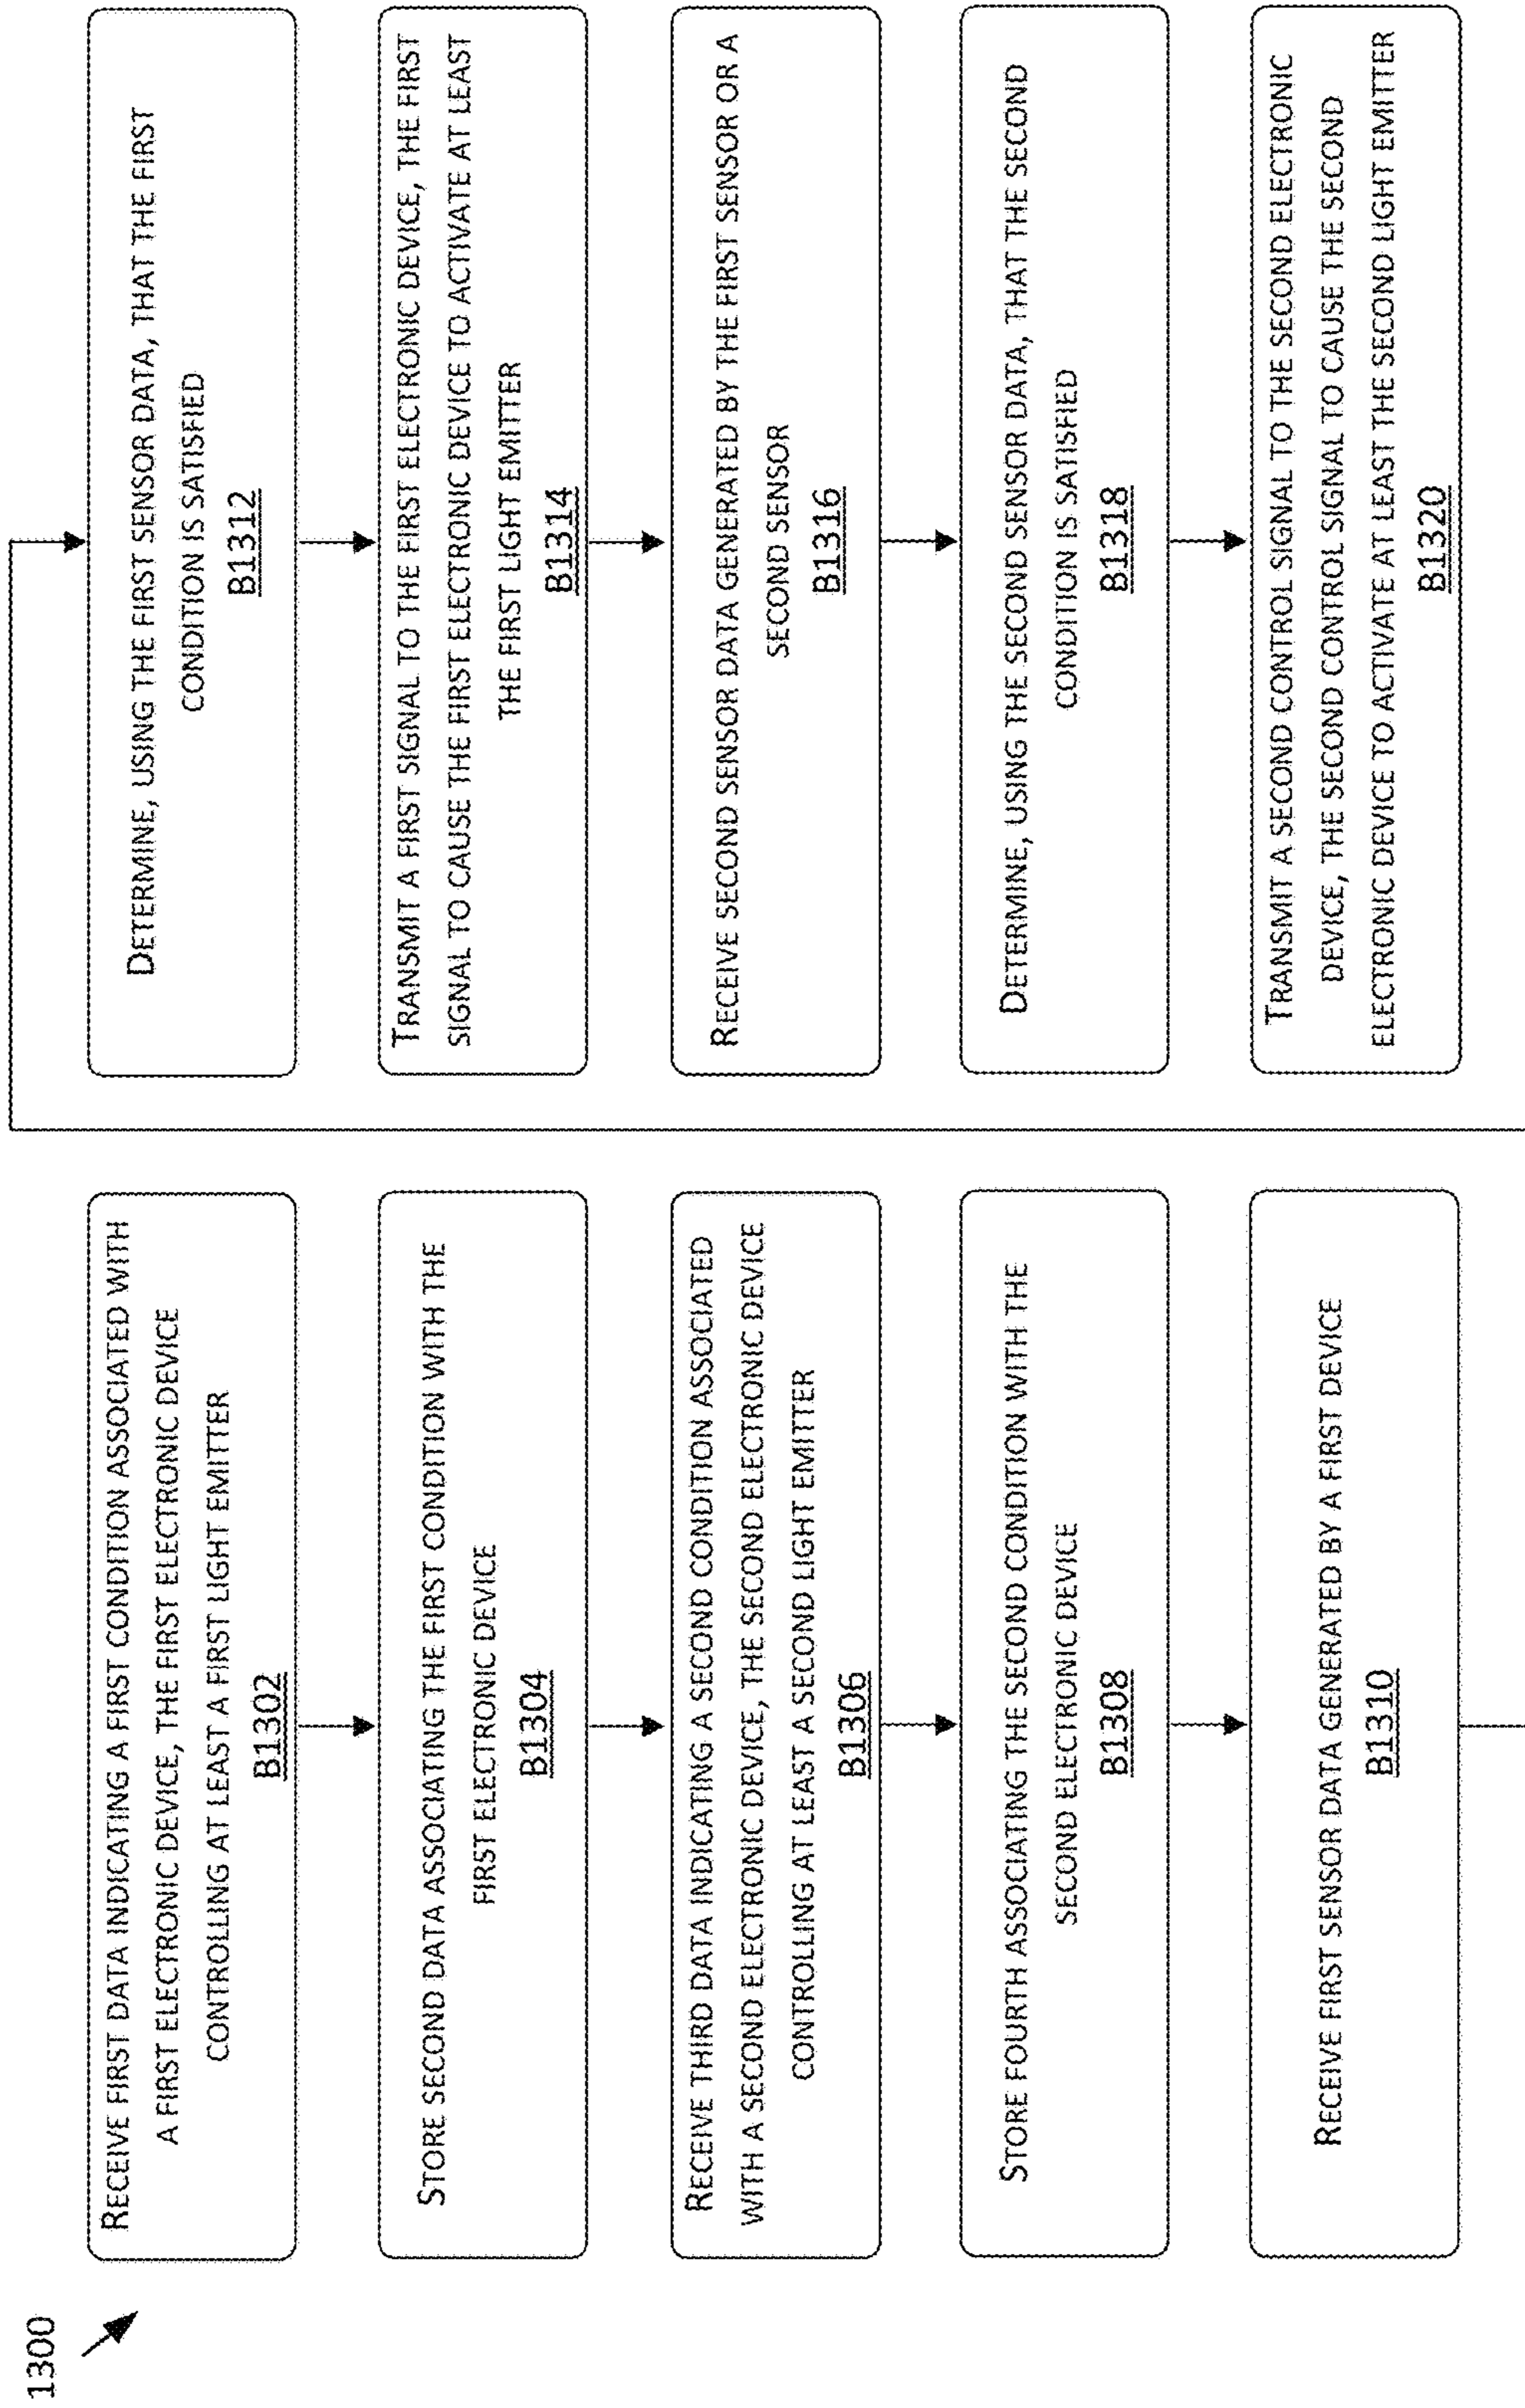 1300
RECEIVE FIRST DATA INDICATING A FIRST CONDITION ASSOCIATED WITH
A FIRST ELECTRONIC DEVICE, THE FIRST ELECTRONIC DEVICE
CONTROLLING AT LEAST A FIRST LIGHT EMITTER
B1302
STORE SECOND DATA ASSOCIATING THE FIRST CONDITION WITH THE
FIRST ELECTRONIC DEVICE
B1304
RECEIVE THIRD DATA INDICATING A SECOND CONDITION ASSOCIATED
WITH A SECOND ELECTRONIC DEVICE, THE SECOND ELECTRONIC DEVICE
CONTROLLING AT LEAST A SECOND LIGHT EMITTER
B1306
STORE FOURTH ASSOCIATING THE SECOND CONDITION WITH THE
SECOND ELECTRONIC DEVICE
B1308
RECEIVE FIRST SENSOR DATA GENERATED BY A FIRST DEVICE
B1310
DETERMINE, USING THE FIRST SENSOR DATA, THAT THE FIRST
CONDITION IS SATISFIED
B1312
TRANSMIT A FIRST SIGNAL TO THE FIRST ELECTRONIC DEVICE, THE FIRST
SIGNAL TO CAUSE THE FIRST ELECTRONIC DEVICE TO ACTIVATE AT LEAST
THE FIRST LIGHT EMITTER
B1314
RECEIVE SECOND SENSOR DATA GENERATED BY THE FIRST SENSOR OR A
SECOND SENSOR
B1316
DETERMINE, USING THE SECOND SENSOR DATA, THAT THE SECOND
CONDITION IS SATISFIED
B1318
TRANSMIT A SECOND CONTROL SIGNAL TO THE SECOND ELECTRONIC
DEVICE, THE SECOND CONTROL SIGNAL TO CAUSE THE SECOND
ELECTRONIC DEVICE TO ACTIVATE AT LEAST THE SECOND LIGHT EMITTER
B1320